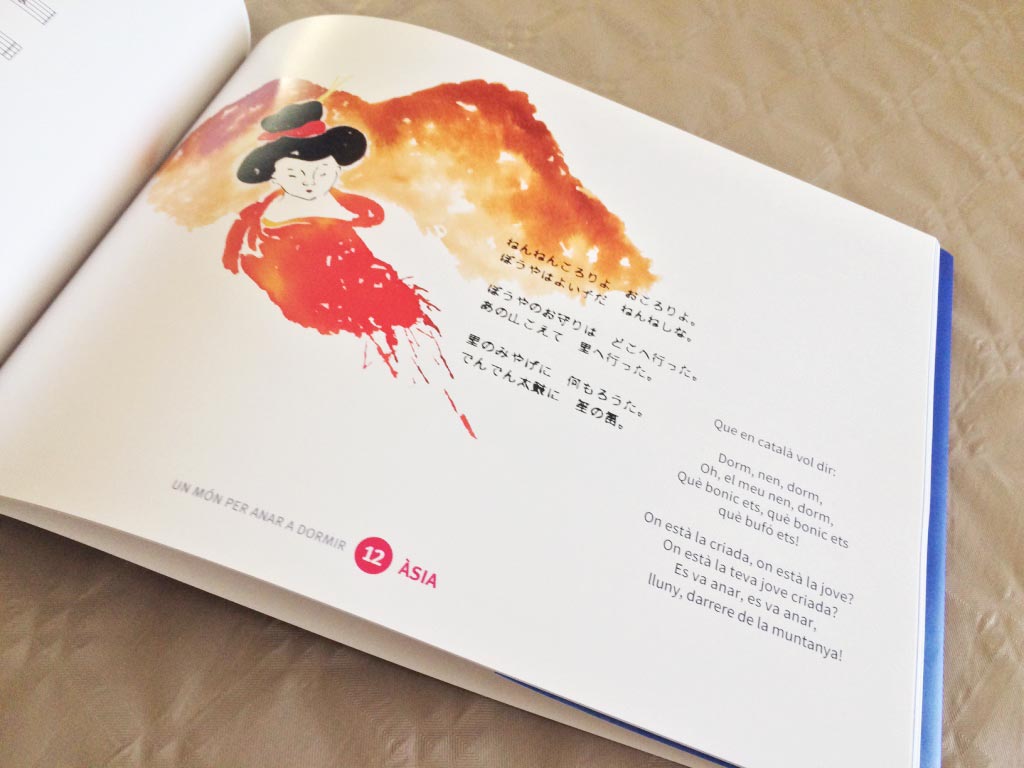 ねんねんころりよ おころりよ。
ぼうやはよい子だ ねんねしな。
ぼうやのお守りは どこへ行った。
あの山こえて 里へ行った。
里のみやげに 何もろうた。
でんでん太鼓に 笙の笛。
Que en català vol dir:
Dorm, nen, dorm,
Oh, el meu nen, dorm,
Què bonic ets, què bonic ets
què bufó ets!
On està la criada, on està la jove?
On està la teva jove criada?
Es va anar, es va anar,
lluny, darrere de la muntanya!
UN MÓN PER ANAR A DORMIR 12 ÀSIA